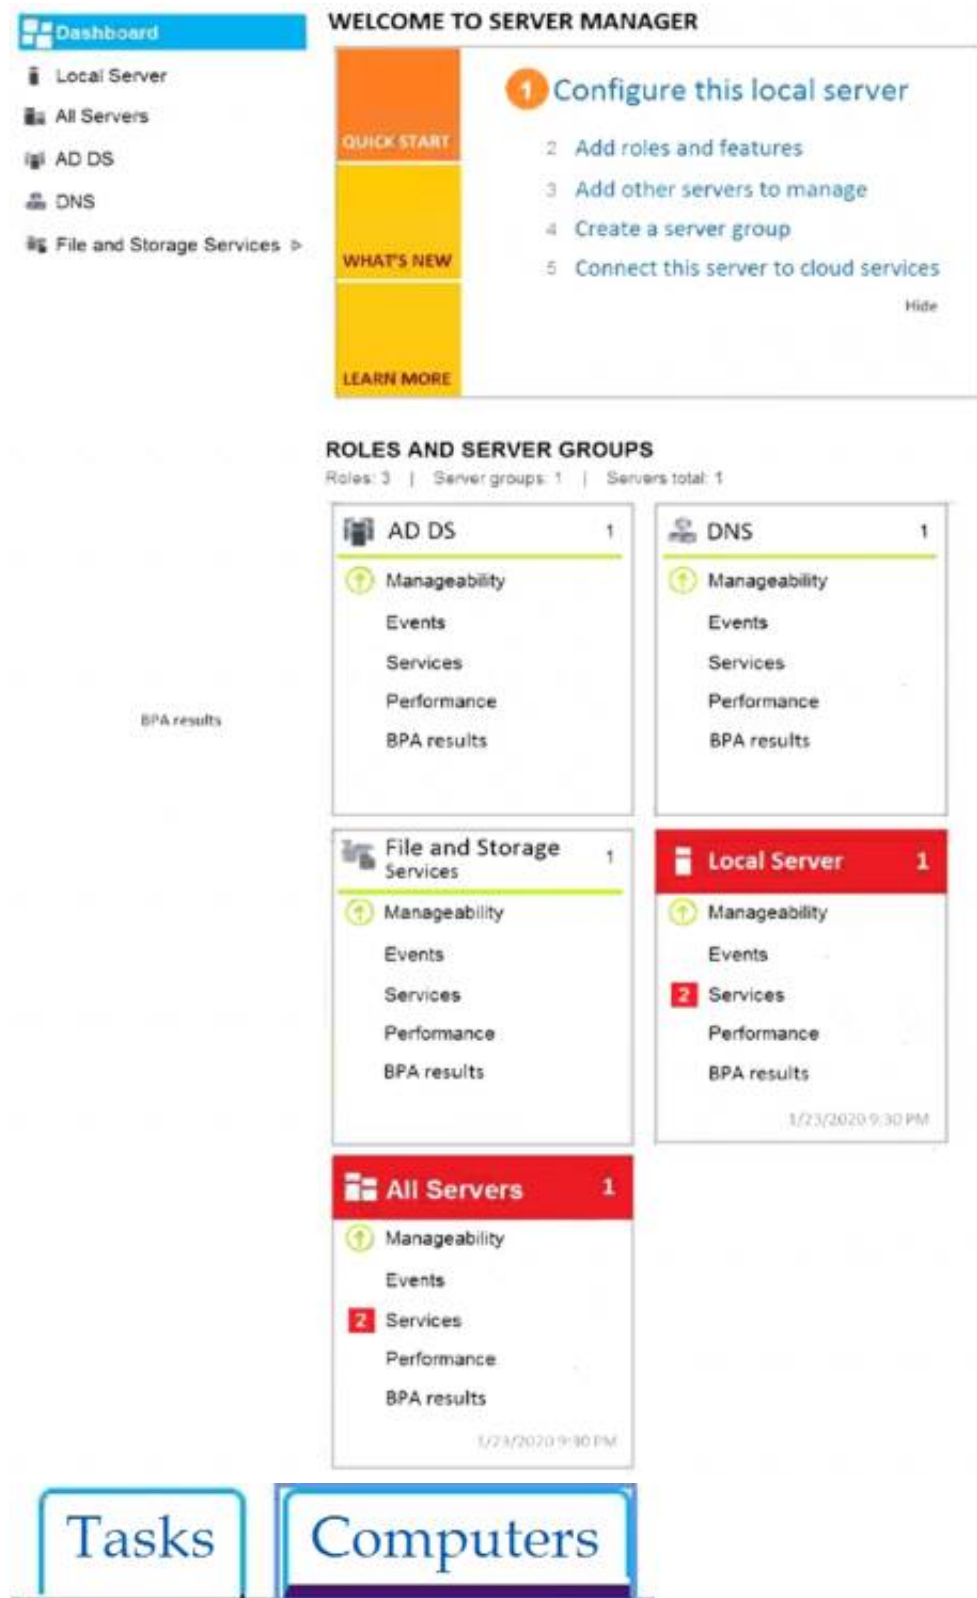 Dashboard
Local Server
All Servers
AD DS
DNS
File and Storage Services
WELCOME TO SERVER MANAGER
QUICK START
WHAT'S NEW
LEARN MORE
1 Configure this local server
2 Add roles and features
3 Add other servers to manage
4 Create a server group
5 Connect this server to cloud services
Hide
ROLES AND SERVER GROUPS
Roles: 3 | Server groups: 1 | Servers total: 1
AD DS 1
Manageability
Events
Services
Performance
BPA results
DNS 1
Manageability
Events
Services
Performance
BPA results
BPA results
File and Storage 1
Services
Manageability
Events
Services
Performance
BPA results
Local Server 1
Manageability
Events
2 Services
Performance
BPA results
1/23/2020 9:30 PM
All Servers 1
Manageability
Events
2 Services
Performance
BPA results
1/23/2020 9:30 PM
Tasks
Computers